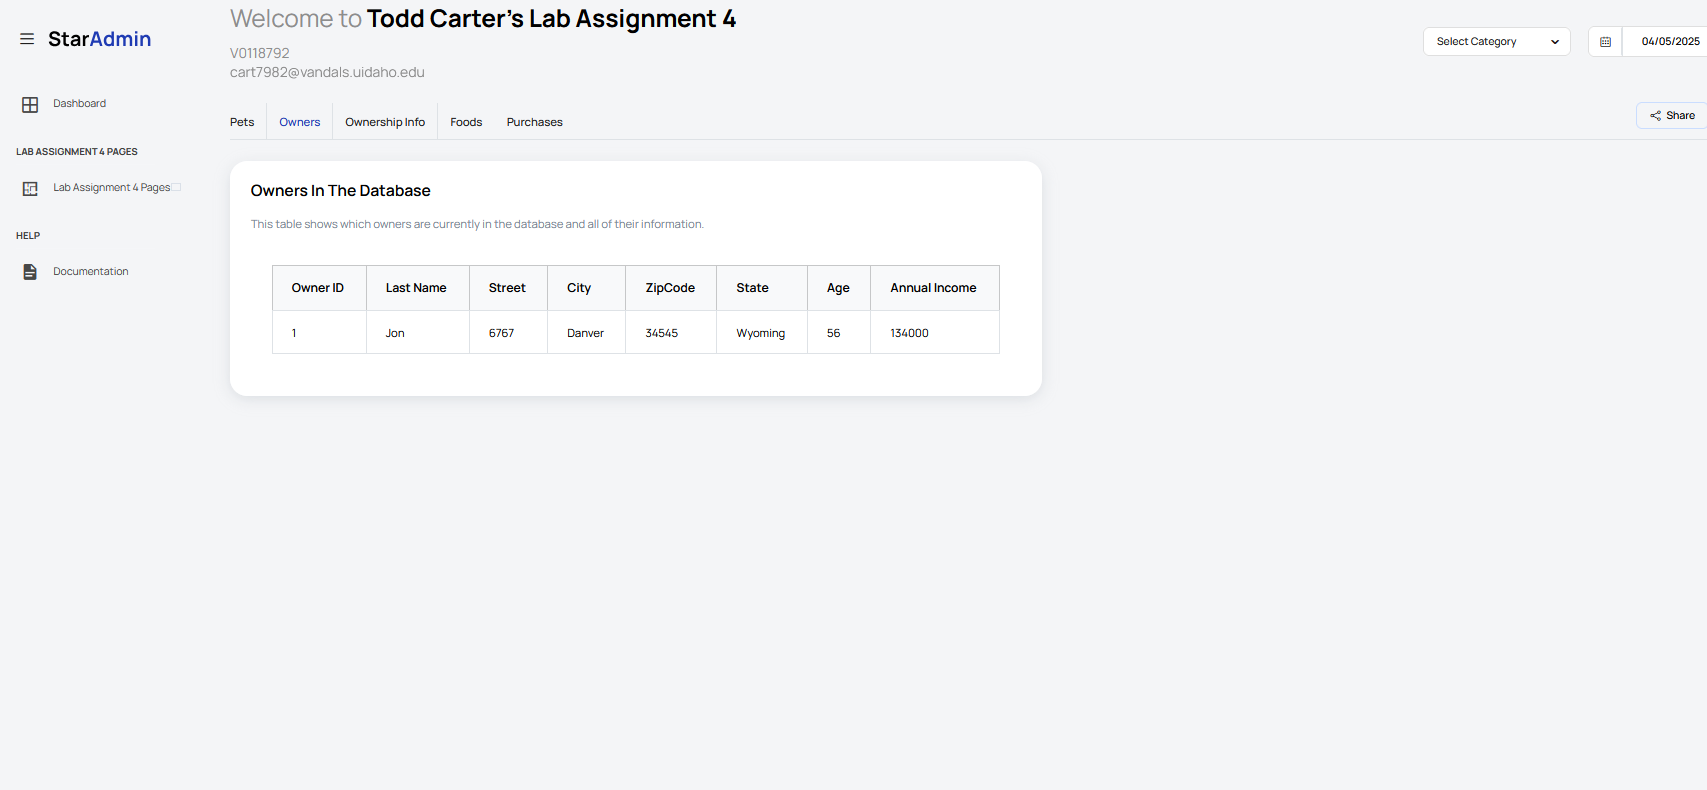 StarAdmin
Welcome to Todd Carter's Lab Assignment 4
V0118792
cart7982@vandals.uidaho.edu
Select Category
04/05/2025
Dashboard
LAB ASSIGNMENT 4 PAGES
Lab Assignment 4 Pages
HELP
Documentation
Pets Owners Ownership Info Foods Purchases
Share
Owners In The Database
This table shows which owners are currently in the database and all of their information.
Owner ID Last Name Street City ZipCode State Age Annual Income
1 Jon 6767 Danver 34545 Wyoming 56 134000